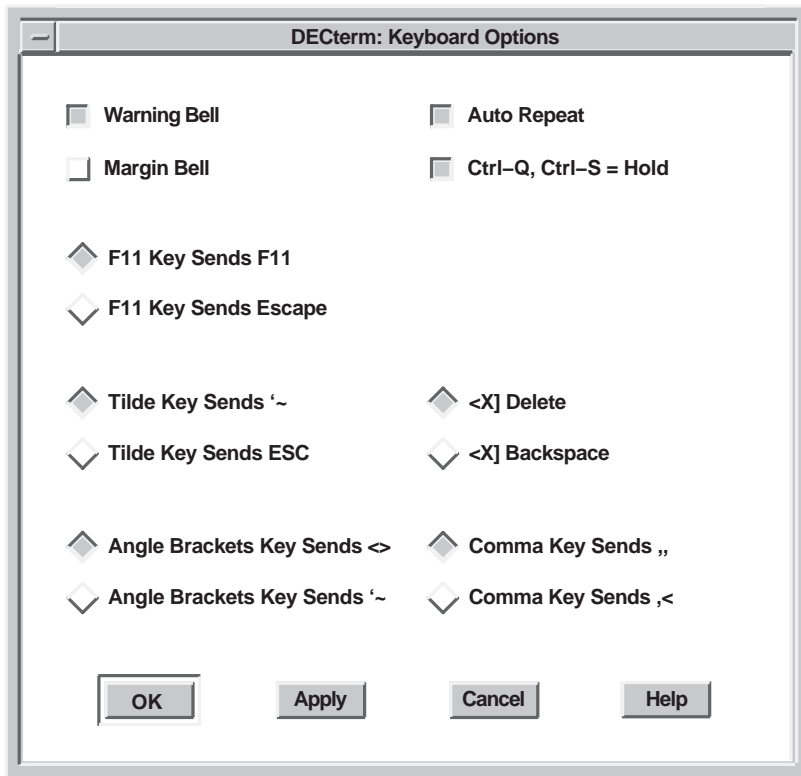 DECterm: Keyboard Options
Warning Bell
Auto Repeat
Margin Bell
Ctrl–Q, Ctrl–S = Hold
F11 Key Sends F11
F11 Key Sends Escape
Tilde Key Sends ‘~
<X] Delete
Tilde Key Sends ESC
<X] Backspace
Angle Brackets Key Sends <>
Comma Key Sends ,,
Angle Brackets Key Sends ‘~
Comma Key Sends ,<
OK
Apply
Cancel
Help